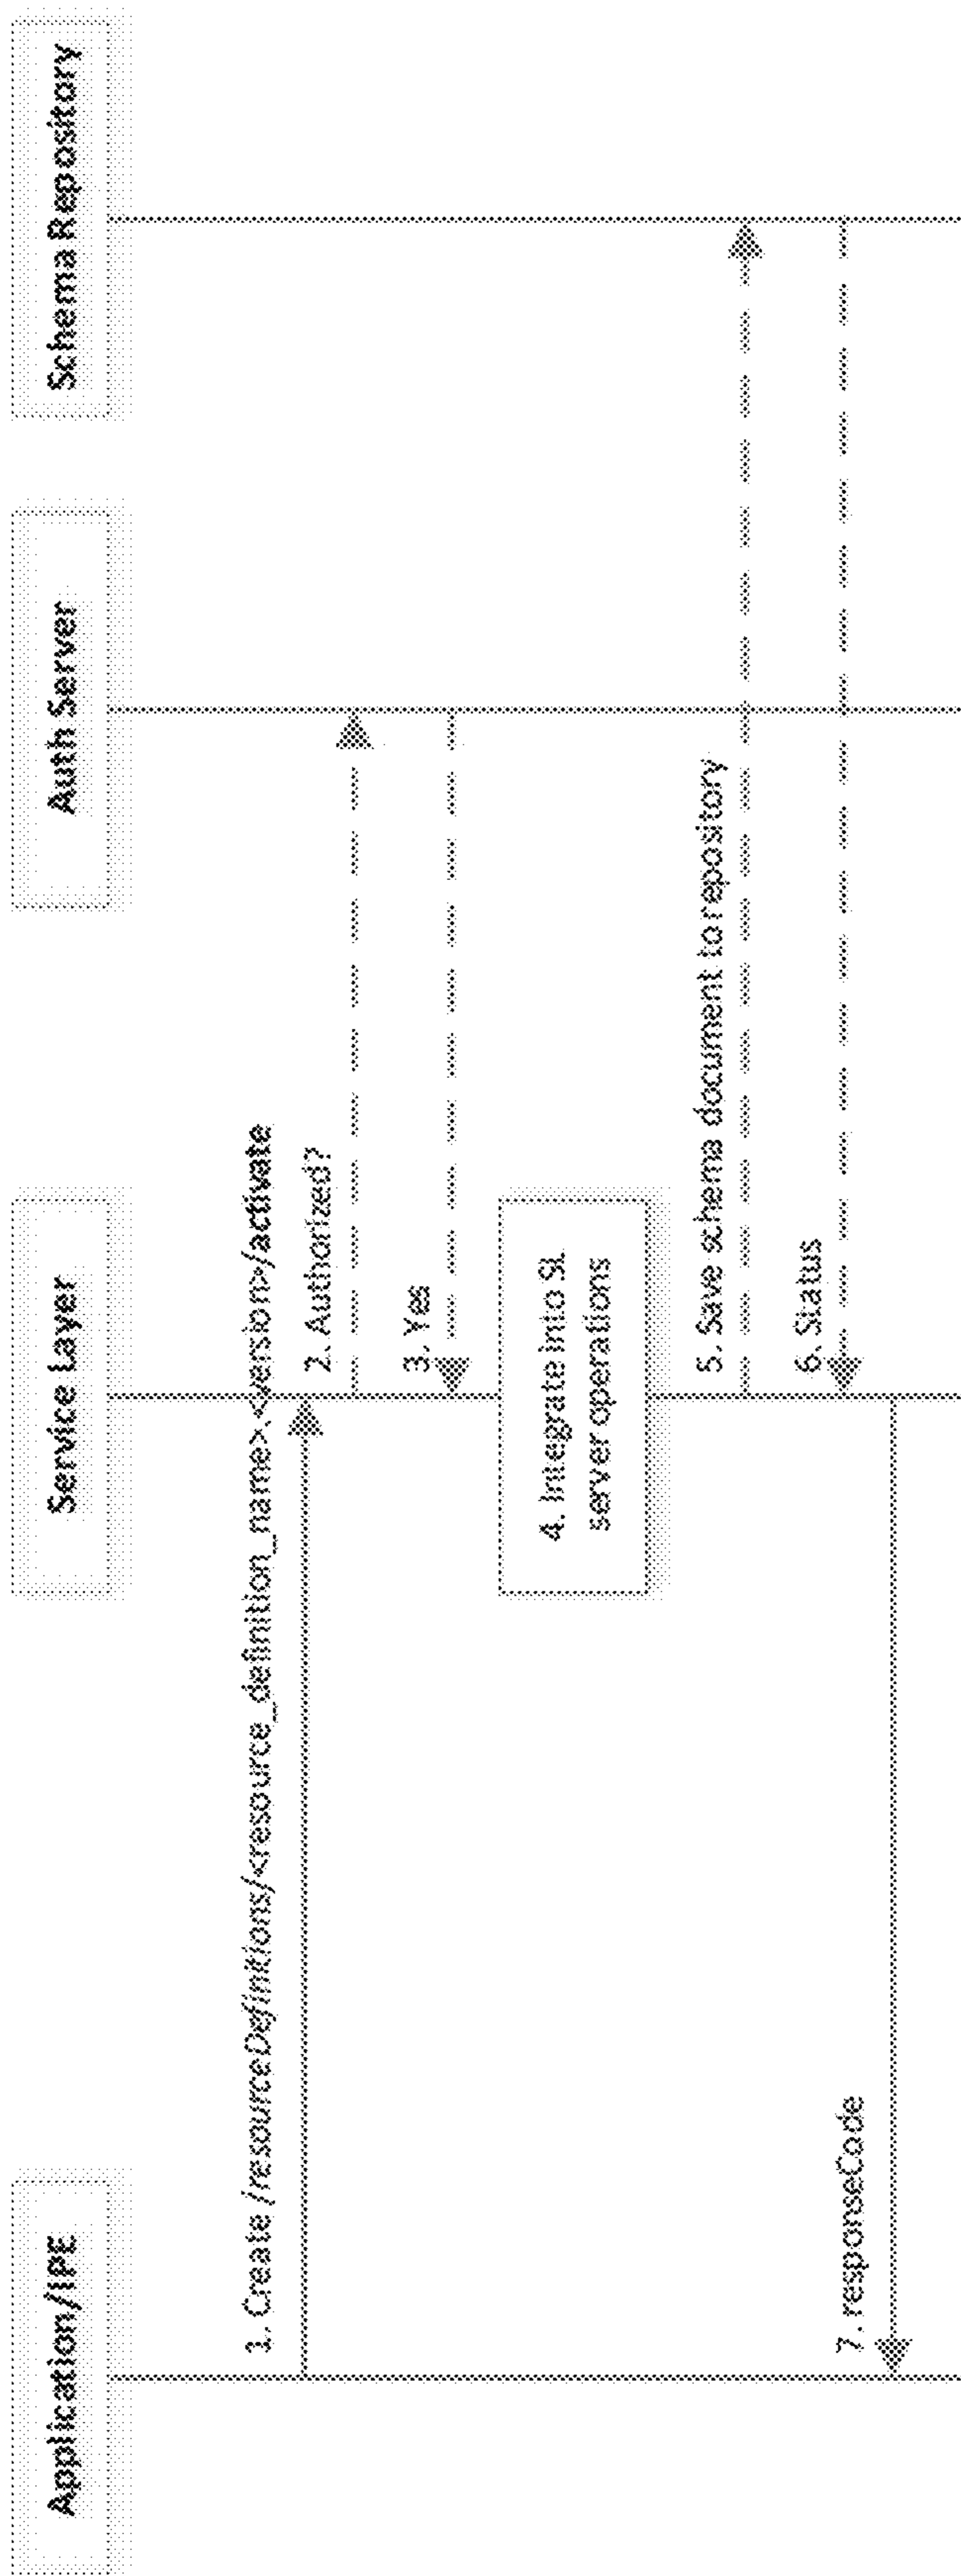 Application/IPE
Service Layer
Auth Server
Schema Repository
1. Create /resourceDefinitions/<resource_definition_name>.<version>/activate
2. Authorized?
3. Yes
4. Integrate into SL
server operations
5. Save schema document to repository
6. Status
7. responseCode